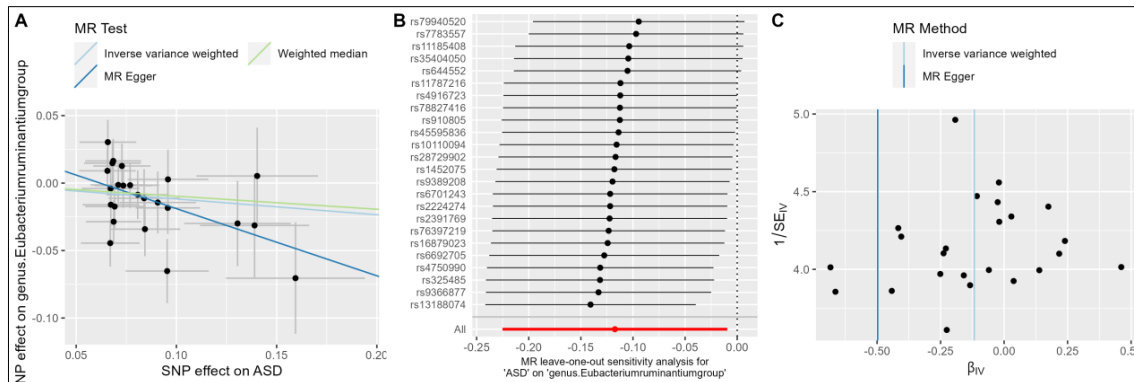 A
MR Test
Inverse variance weighted
Weighted median
MR Egger
NP effect on genus.Eubacteriumruminantiumgroup
0.05
0.00
-0.05
-0.10
0.05
0.10
0.15
0.20
SNP effect on ASD
B
rs79940520
rs7783557
rs11185408
rs35404050
rs644552
rs11787216
rs4916723
rs78827416
rs910805
rs45595836
rs10110094
rs28729902
rs1452075
rs9389208
rs6701243
rs2224274
rs2391769
rs76397219
rs16879023
rs6692705
rs4750990
rs325485
rs9366877
rs13188074
All
-0.25
-0.20
-0.15
-0.10
-0.05
0.00
MR leave-one-out sensitivity analysis for
'ASD' on 'genus.Eubacteriumruminantiumgroup'
C
MR Method
Inverse variance weighted
MR Egger
1/SE_IV
5.0
4.5
4.0
-0.50
-0.25
0.00
0.25
0.5
β_IV